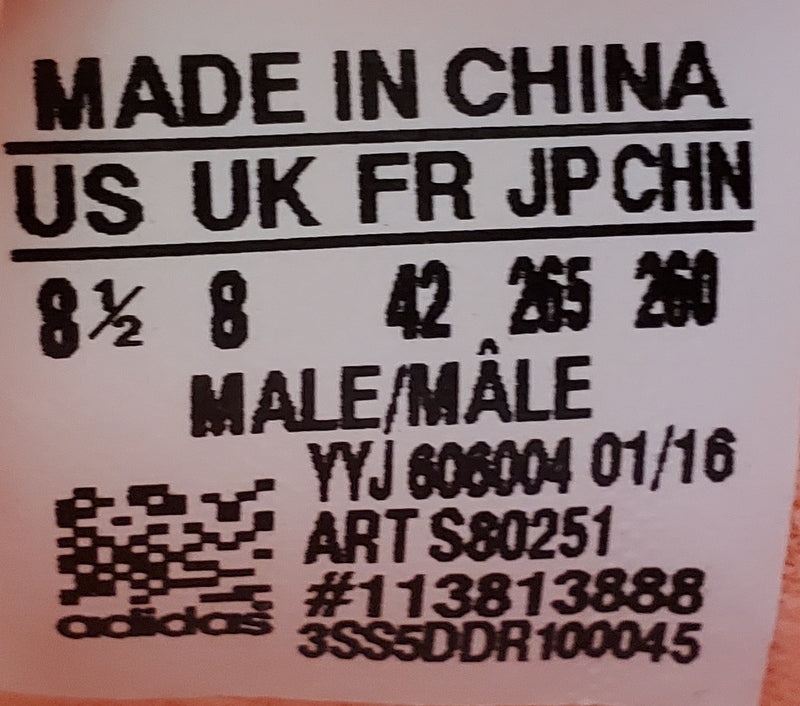 MADE IN CHINA
US UK FR JP CHN
8½ 8 42 265 260
MALE/MÂLE
YYJ 606004 01/16
ART S80251
#113813888
3SS5DDR100045
adidas